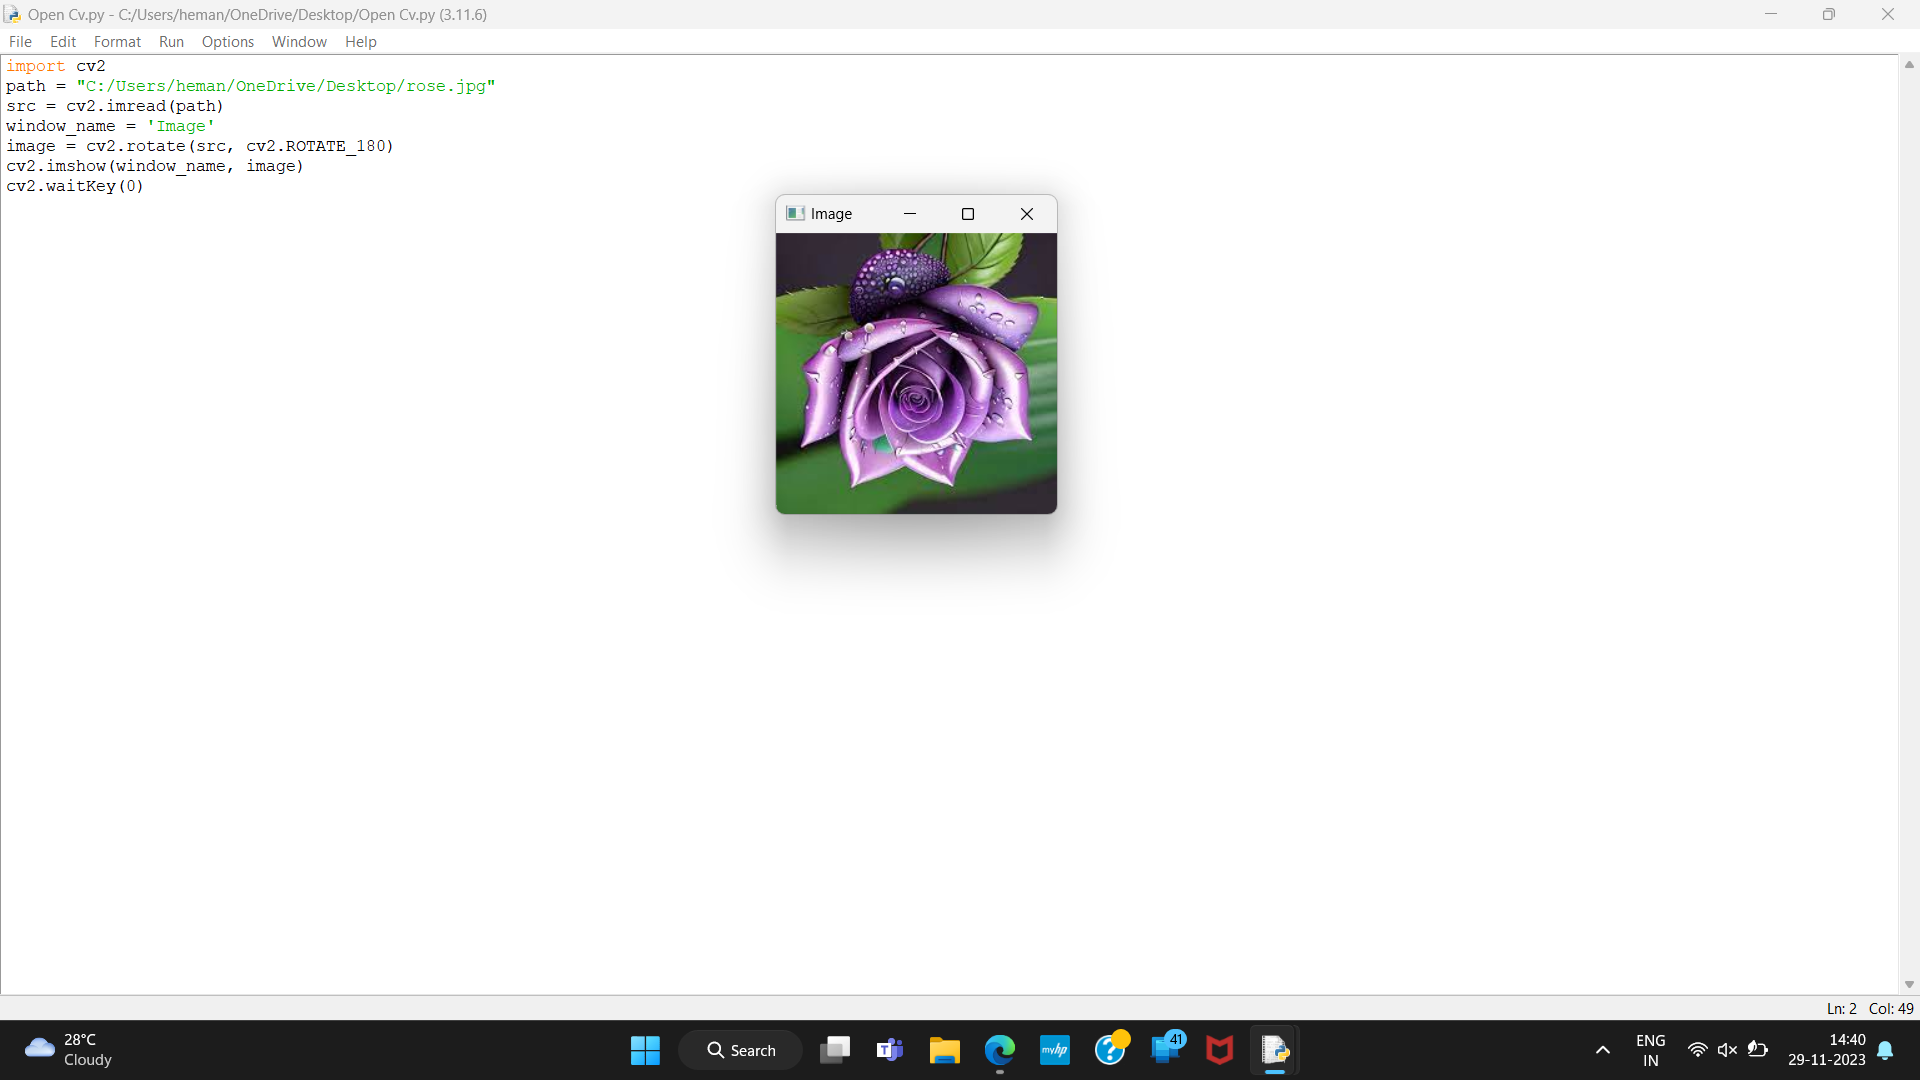 Open Cv.py - C:/Users/heman/OneDrive/Desktop/Open Cv.py (3.11.6)
File Edit Format Run Options Window Help
import cv2
path = "C:/Users/heman/OneDrive/Desktop/rose.jpg"
src = cv2.imread(path)
window_name = 'Image'
image = cv2.rotate(src, cv2.ROTATE_180)
cv2.imshow(window_name, image)
cv2.waitKey(0)
Image
Ln: 2 Col: 49
28°C
Cloudy
Search
T
myhp
?
41
ENG
IN
14:40
29-11-2023